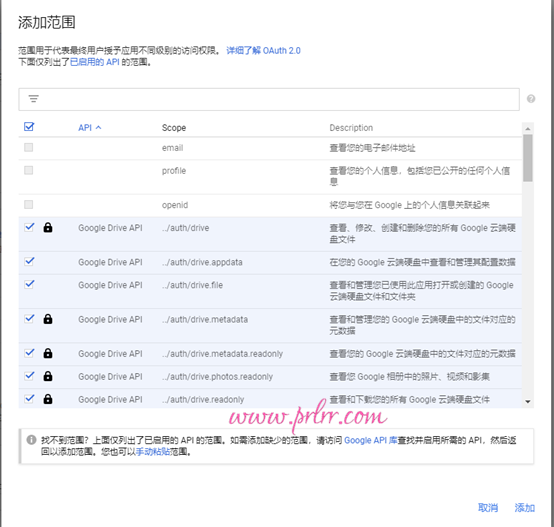 添加范围
范围用于代表最终用户授予应用不同级别的访问权限。 详细了解 OAuth 2.0
下面仅列出了已启用的 API 的范围。
API Scope Description
email 查看您的电子邮件地址
profile 查看您的个人信息，包括您已公开的任何个人信息
openid 将您与您在 Google 上的个人信息关联起来
Google Drive API ../auth/drive 查看、修改、创建和删除您的所有 Google 云端硬盘文件
Google Drive API ../auth/drive.appdata 在您的 Google 云端硬盘中查看和管理其配置数据
Google Drive API ../auth/drive.file 查看和管理您已使用此应用打开或创建的 Google 云端硬盘文件和文件夹
Google Drive API ../auth/drive.metadata 查看和管理您的 Google 云端硬盘中的文件对应的元数据
Google Drive API ../auth/drive.metadata.readonly 查看您的 Google 云端硬盘中的文件对应的元数据
Google Drive API ../auth/drive.photos.readonly 查看您 Google 相册中的照片、视频和影集
Google Drive API ../auth/drive.readonly 查看和下载您的所有 Google 云端硬盘文件
www.prlrr.com
找不到范围？上面仅列出了已启用的 API 的范围。如需添加缺少的范围，请访问 Google API 库查找并启用所需的 API，然后返
回以添加范围。您也可以手动粘贴范围。
取消 添加